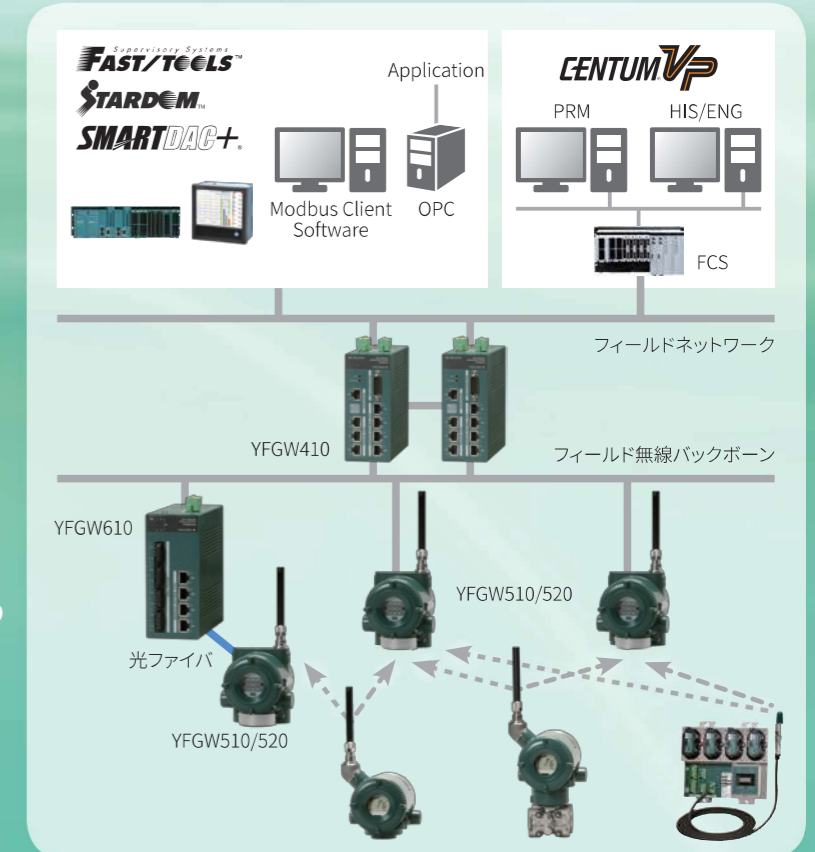 Supervisory Systems
FAST/TOOLS™
STARDOM™
SMARTDAC+®
Application
Modbus Client
Software
OPC
CENTUM VP
PRM
HIS/ENG
FCS
フィールドネットワーク
YFGW410
フィールド無線バックボーン
YFGW610
YFGW510/520
光ファイバ
YFGW510/520